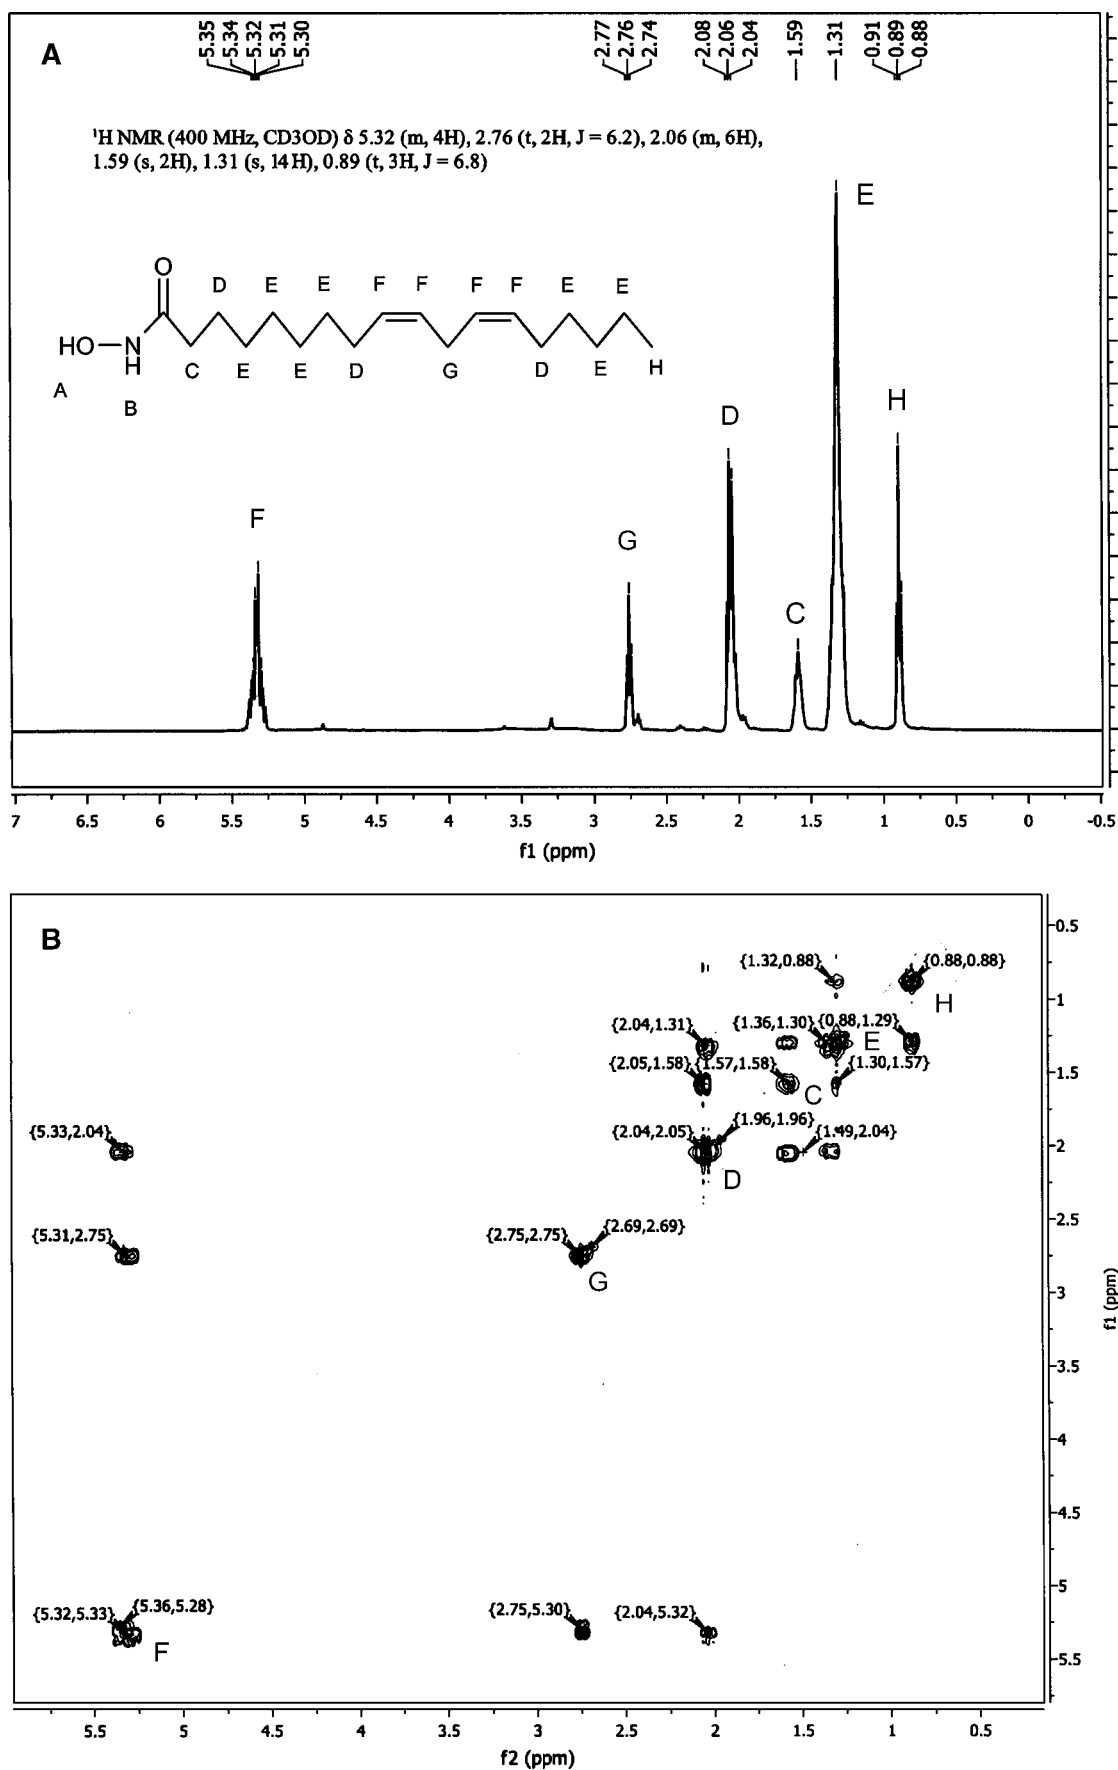 A
5.35
5.34
5.32
5.31
5.30
2.77
2.76
2.74
2.08
2.06
2.04
1.59
1.31
0.91
0.89
0.88
¹H NMR (400 MHz, CD3OD) δ 5.32 (m, 4H), 2.76 (t, 2H, J = 6.2), 2.06 (m, 6H),
1.59 (s, 2H), 1.31 (s, 14H), 0.89 (t, 3H, J = 6.8)
O
D E E F F F F E E
HO N
H
C E E D G D E H
A
B
F
G
D
C
E
H
7 6.5 6 5.5 5 4.5 4 3.5 3 2.5 2 1.5 1 0.5 0 -0.5
f1 (ppm)
B
{1.32,0.88} {0.88,0.88}
H
{2.04,1.31} {1.36,1.30} {0.88,1.29}
E
{2.05,1.58} {1.57,1.58} {1.30,1.57}
C
{5.33,2.04} {2.04,2.05} {1.96,1.96} {1.49,2.04}
D
{5.31,2.75} {2.75,2.75} {2.69,2.69}
G
{5.32,5.33} {5.36,5.28} {2.75,5.30} {2.04,5.32}
F
0.5
1
1.5
2
2.5
3
3.5
4
4.5
5
5.5
f1 (ppm)
5.5 5 4.5 4 3.5 3 2.5 2 1.5 1 0.5
f2 (ppm)